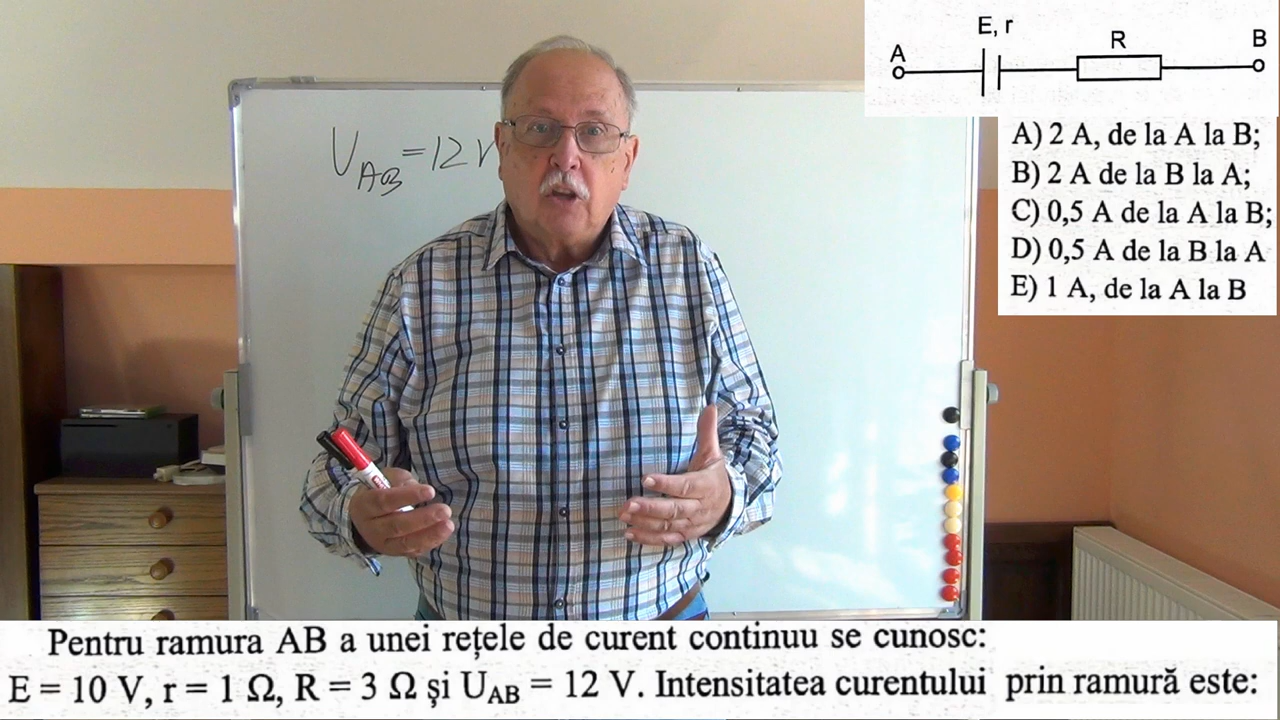 E, r
R
A
B
U_AB = 12 V
A) 2 A, de la A la B;
B) 2 A de la B la A;
C) 0,5 A de la A la B;
D) 0,5 A de la B la A
E) 1 A, de la A la B
Pentru ramura AB a unei rețele de curent continuu se cunosc:
E = 10 V, r = 1 Ω, R = 3 Ω și U_AB = 12 V. Intensitatea curentului prin ramură este: